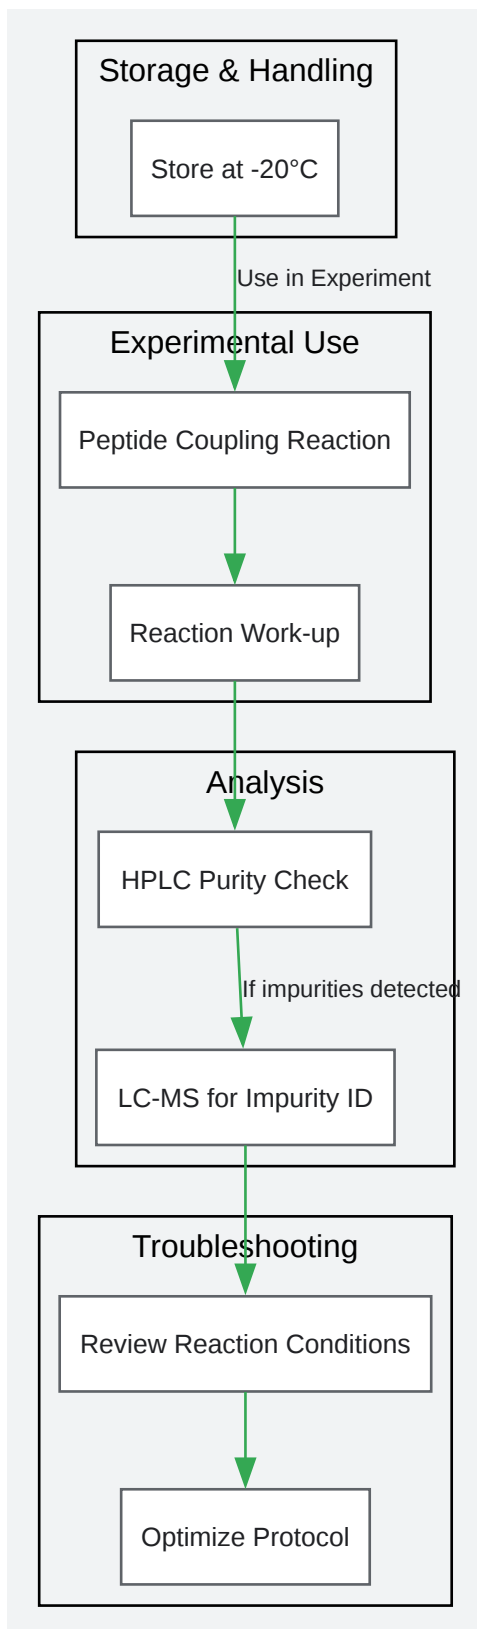 Storage & Handling
Store at -20°C
Use in Experiment
Experimental Use
Peptide Coupling Reaction
Reaction Work-up
Analysis
HPLC Purity Check
If impurities detected
LC-MS for Impurity ID
Troubleshooting
Review Reaction Conditions
Optimize Protocol